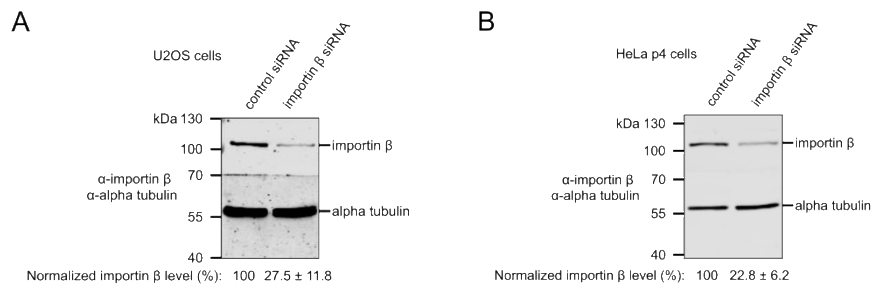 A
U2OS cells
control siRNA
importin β siRNA
kDa 130
100
70
55
40
importin β
α-importin β
α-alpha tubulin
alpha tubulin
Normalized importin β level (%): 100 27.5 ± 11.8
B
HeLa p4 cells
control siRNA
importin β siRNA
kDa 130
100
70
55
40
importin β
α-importin β
α-alpha tubulin
alpha tubulin
Normalized importin β level (%): 100 22.8 ± 6.2